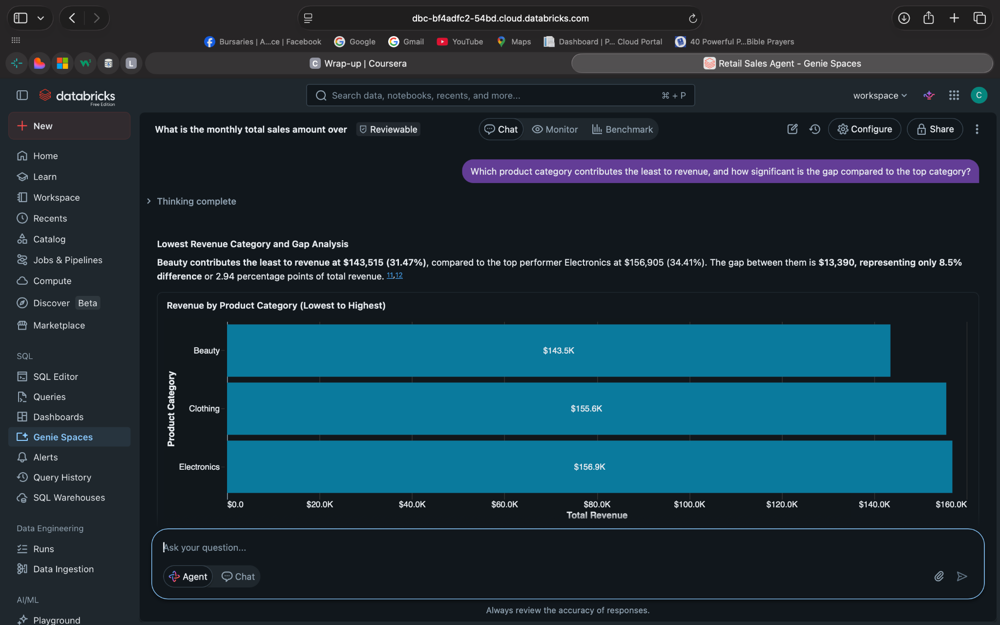 dbc-bf4adfc2-54bd.cloud.databricks.com
Bursaries | A...ce | Facebook
Google
Gmail
YouTube
Maps
Dashboard | P... Cloud Portal
40 Powerful P...Bible Prayers
L
C Wrap-up | Coursera
Retail Sales Agent - Genie Spaces
databricks
Free Edition
Search data, notebooks, recents, and more...
⌘ + P
workspace
C
New
Home
Learn
Workspace
Recents
Catalog
Jobs & Pipelines
Compute
Discover Beta
Marketplace
SQL
SQL Editor
Queries
Dashboards
Genie Spaces
Alerts
Query History
SQL Warehouses
Data Engineering
Runs
Data Ingestion
AI/ML
Playground
What is the monthly total sales amount over
Reviewable
Chat
Monitor
Benchmark
Configure
Share
Which product category contributes the least to revenue, and how significant is the gap compared to the top category?
Thinking complete
Lowest Revenue Category and Gap Analysis
Beauty contributes the least to revenue at $143,515 (31.47%), compared to the top performer Electronics at $156,905 (34.41%). The gap between them is $13,390, representing only 8.5%
difference or 2.94 percentage points of total revenue. 11,12
Revenue by Product Category (Lowest to Highest)
Product Category
Beauty
$143.5K
Clothing
$155.6K
Electronics
$156.9K
$0.0 $20.0K $40.0K $60.0K $80.0K $100.0K $120.0K $140.0K $160.0K
Total Revenue
Ask your question...
Agent
Chat
Always review the accuracy of responses.